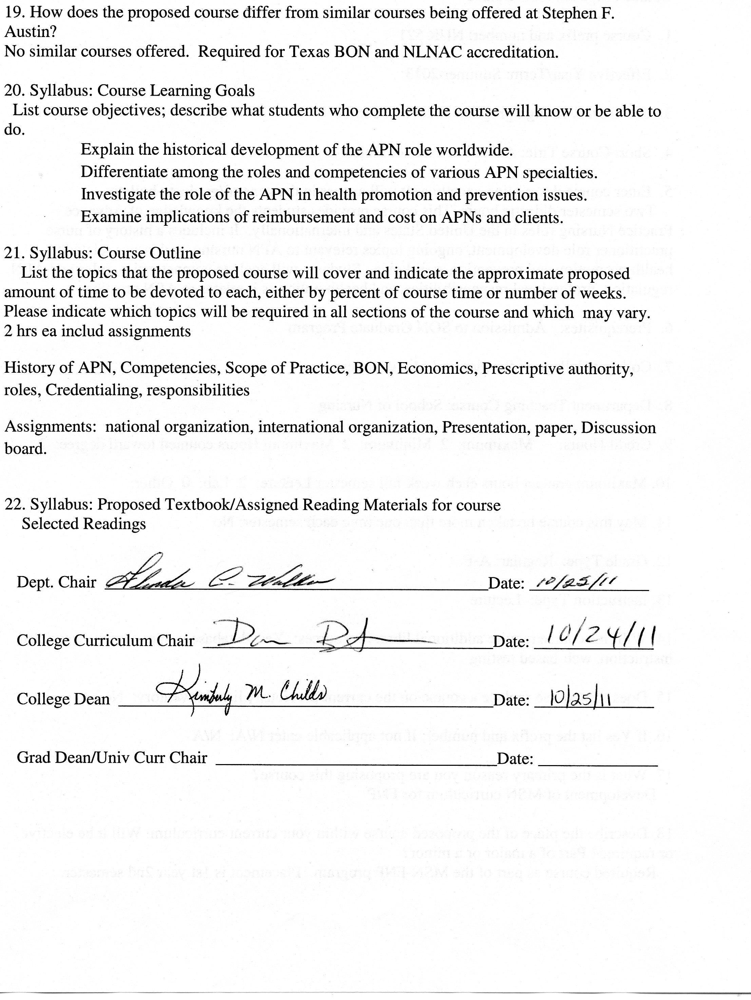 19. How does the proposed course differ from similar courses being offered at Stephen F.
Austin?
No similar courses offered.  Required for Texas BON and NLNAC accreditation.
20. Syllabus: Course Learning Goals
List course objectives; describe what students who complete the course will know or be able to
do.
Explain the historical development of the APN role worldwide.
Differentiate among the roles and competencies of various APN specialties.
Investigate the role of the APN in health promotion and prevention issues.
Examine implications of reimbursement and cost on APNs and clients.
21. Syllabus: Course Outline
List the topics that the proposed course will cover and indicate the approximate proposed
amount of time to be devoted to each, either by percent of course time or number of weeks.
Please indicate which topics will be required in all sections of the course and which  may vary.
2 hrs ea includ assignments
History of APN, Competencies, Scope of Practice, BON, Economics, Prescriptive authority,
roles, Credentialing, responsibilities
Assignments:  national organization, international organization, Presentation, paper, Discussion
board.
22. Syllabus: Proposed Textbook/Assigned Reading Materials for course
Selected Readings
Dept. Chair C. Walker Date: 10/25/11
College Curriculum Chair Date: 10/24/11
College Dean Kimberly M. Childs Date: 10/25/11
Grad Dean/Univ Curr Chair Date: